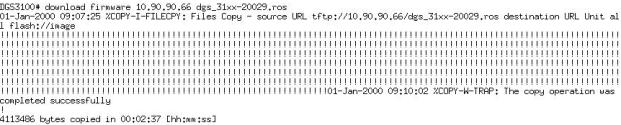 DGS3100# download firmware 10.90.90.66 dgs_31xx-20029.ros
01-Jan-2000 09:07:25 %COPY-I-FILECPY: Files Copy - source URL tftp://10.90.90.66/dgs_31xx-20029.ros destination URL Unit al
l flash://image
!!!!!!!!!!!!!!!!!!!!!!!!!!!!!!!!!!!!!!!!!!!!!!!!!!!!!!!!!!!!!!!!!!!!!!!!!!!!!!!!!!!!!!!!!!!!!!!!!!!!!!!!!!!!!!!!!!!!!!!!!!!
!!!!!!!!!!!!!!!!!!!!!!!!!!!!!!!!!!!!!!!!!!!!!!!!!!!!!!!!!!!!!!!!!!!!!!!!!!!!!!!!!!!!!!!!!!!!!!!!!!!!!!!!!!!!!!!!!!!!!!!!!!!
!!!!!!!!!!!!!!!!!!!!!!!!!!!!!!!!!!!!!!!!!!!!!!!!!!!!!!!!!!!!!!!!!!!!!!!!!!!!!!!!!!!!!!!!!!!!!!!!!!!!!!!!!!!!!!!!!!!!!!!!!!!
!!!!!!!!!!!!!!!!!!!!!!!!!!!!!!!!!!!!!!!!!!!!!!!!!!!!!!!!!!!!!!!!!!!!!!!!!!!!!!!!!!!!!!!!!!!!!!!!!!!!!!!!!!!!!!!!!!!!!!!!!!!
!!!!!!!!!!!!!!!!!!!!!!!!!!!!!!!!!!!!!!!!!!!!!!!!!!!!!!!!!!!!!!!!!01-Jan-2000 09:10:02 %COPY-W-TRAP: The copy operation was
completed successfully
!
4113486 bytes copied in 00:02:37 [hh:mm:ss]